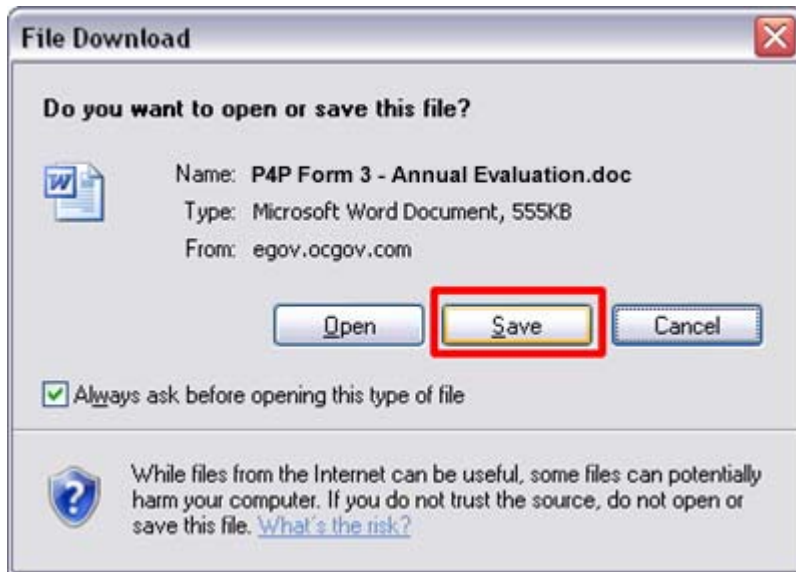 File Download
Do you want to open or save this file?
Name: P4P Form 3 - Annual Evaluation.doc
Type: Microsoft Word Document, 555KB
From: egov.ocgov.com
Open Save Cancel
Always ask before opening this type of file
While files from the Internet can be useful, some files can potentially
harm your computer. If you do not trust the source, do not open or
save this file. What's the risk?